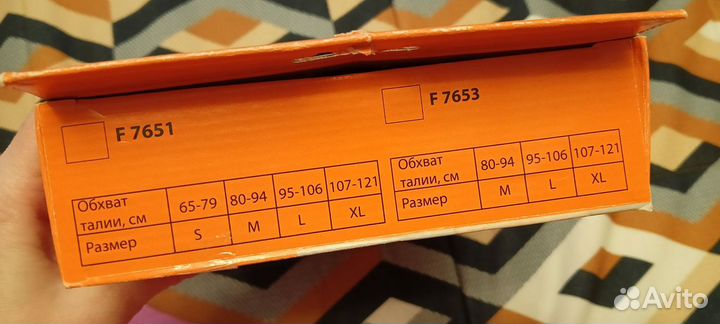 F 7651
F 7653
Обхват талии, см 65-79 80-94 95-106 107-121
Размер S M L XL
Обхват талии, см 80-94 95-106 107-121
Размер M L XL
Avito